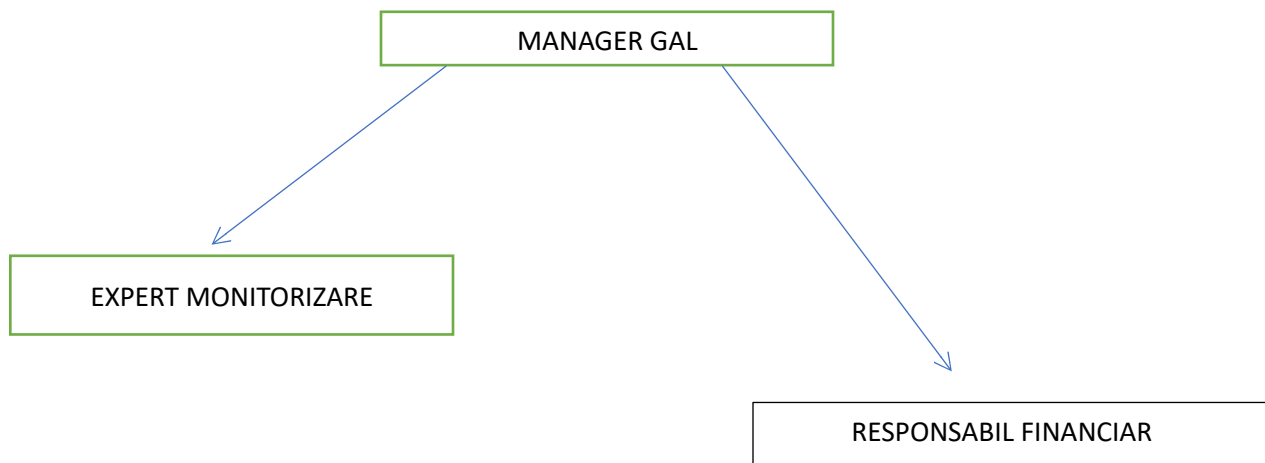 MANAGER GAL
EXPERT MONITORIZARE
RESPONSABIL FINANCIAR